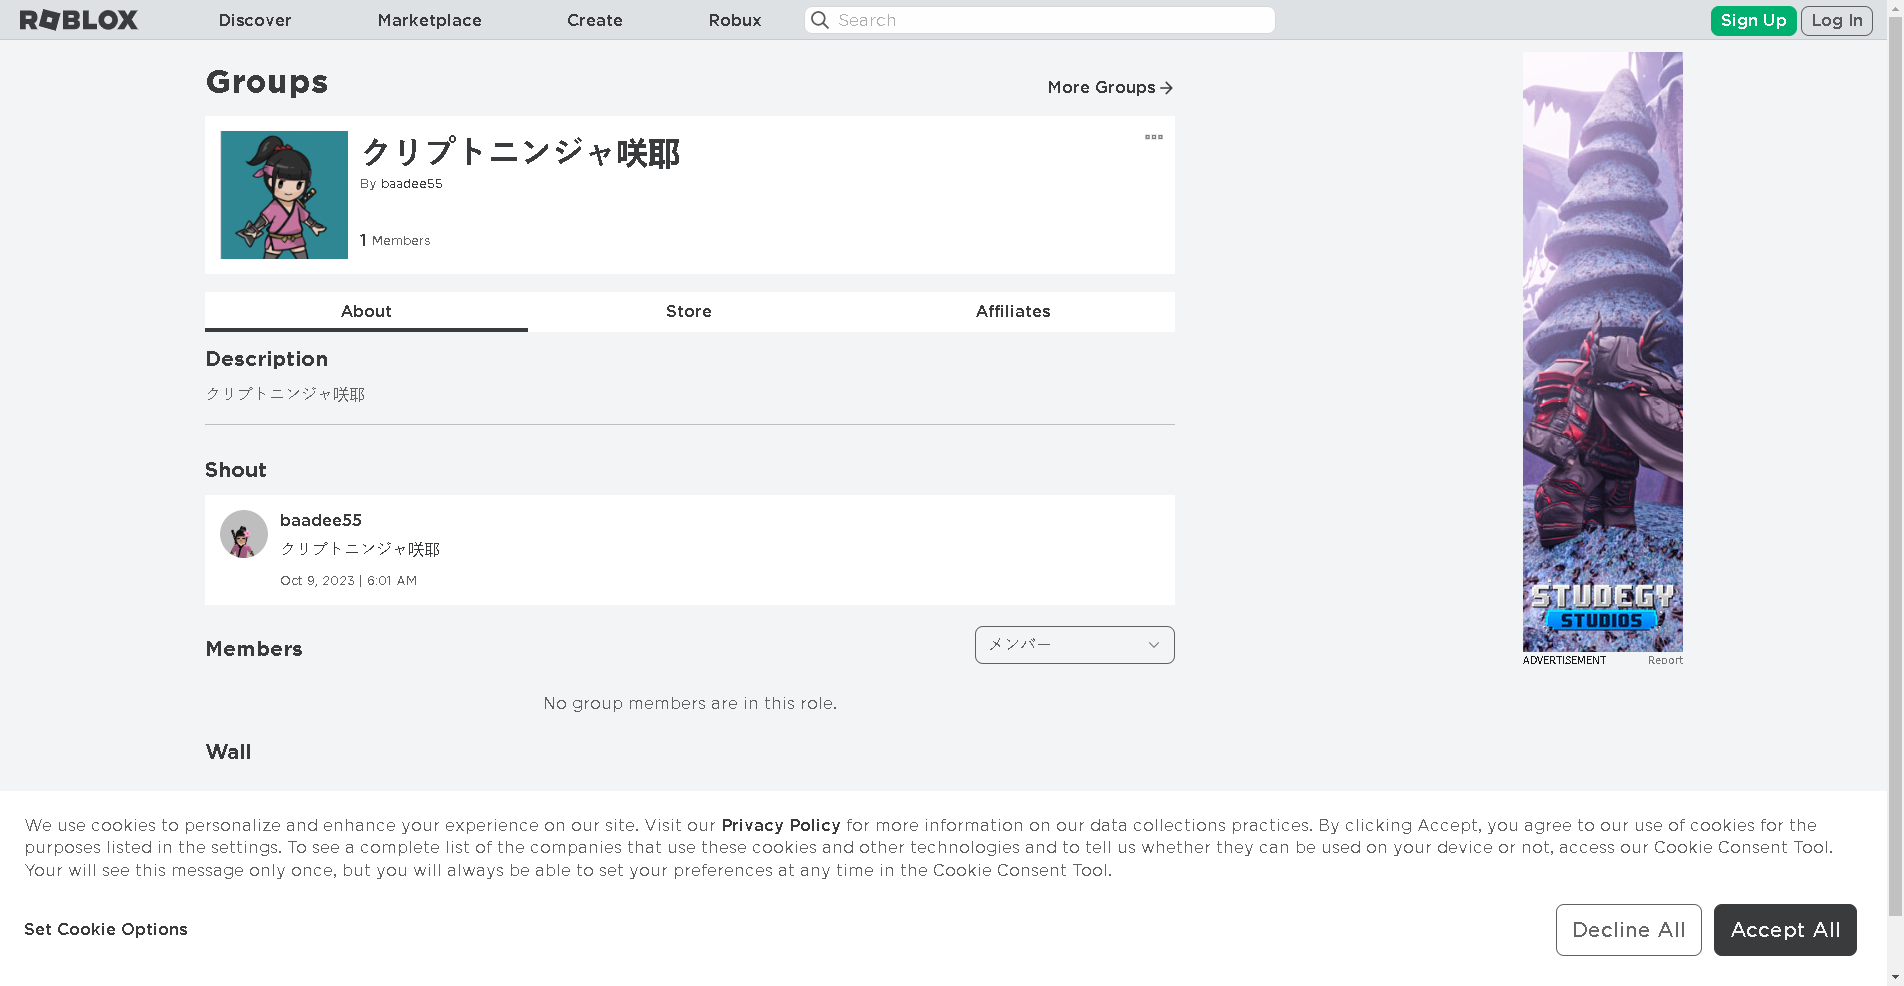 ROBLOX
Discover
Marketplace
Create
Robux
Search
Sign Up
Log In
Groups
More Groups
クリプトニンジャ咲耶
By baadee55
1 Members
About
Store
Affiliates
Description
クリプトニンジャ咲耶
Shout
baadee55
クリプトニンジャ咲耶
Oct 9, 2023 | 6:01 AM
Members
メンバー
No group members are in this role.
Wall
STUDEGY
STUDIOS
ADVERTISEMENT
Report
We use cookies to personalize and enhance your experience on our site. Visit our Privacy Policy for more information on our data collections practices. By clicking Accept, you agree to our use of cookies for the
purposes listed in the settings. To see a complete list of the companies that use these cookies and other technologies and to tell us whether they can be used on your device or not, access our Cookie Consent Tool.
Your will see this message only once, but you will always be able to set your preferences at any time in the Cookie Consent Tool.
Set Cookie Options
Decline All
Accept All